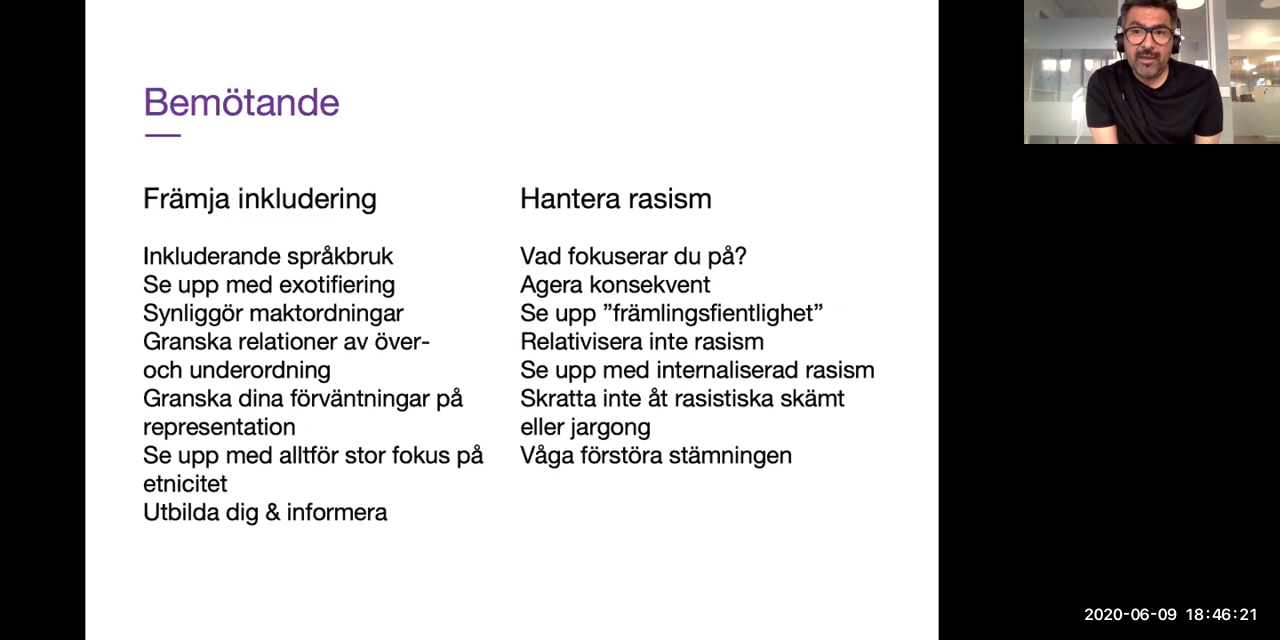 Bemötande
Främja inkludering
Inkluderande språkbruk
Se upp med exotifiering
Synliggör maktordningar
Granska relationer av över-
och underordning
Granska dina förväntningar på
representation
Se upp med alltför stor fokus på
etnicitet
Utbilda dig & informera
Hantera rasism
Vad fokuserar du på?
Agera konsekvent
Se upp ”främlingsfientlighet”
Relativisera inte rasism
Se upp med internaliserad rasism
Skratta inte åt rasistiska skämt
eller jargong
Våga förstöra stämningen
2020-06-09 18:46:21